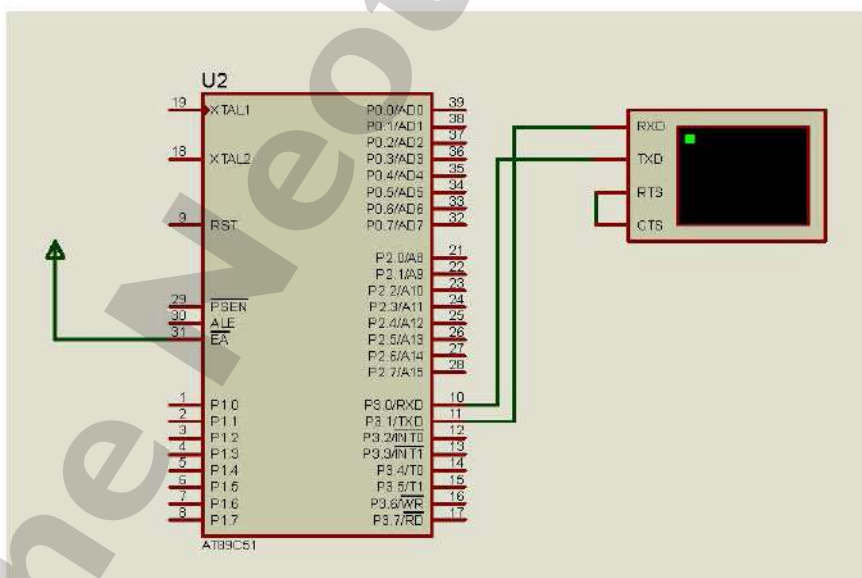 U2
19 XTAL1
18 XTAL2
9 RST
29 PSEN
30 ALE
31 EA
1 P1.0
2 P1.1
3 P1.2
4 P1.3
5 P1.4
6 P1.5
7 P1.6
8 P1.7
P0.0/AD0 39
P0.1/AD1 38
P0.2/AD2 37
P0.3/AD3 36
P0.4/AD4 35
P0.5/AD5 34
P0.6/AD6 33
P0.7/AD7 32
P2.0/A8 21
P2.1/A9 22
P2.2/A10 23
P2.3/A11 24
P2.4/A12 25
P2.5/A13 26
P2.6/A14 27
P2.7/A15 28
P3.0/RXD 10
P3.1/TXD 11
P3.2/INT0 12
P3.3/INT1 13
P3.4/T0 14
P3.5/T1 15
P3.6/WR 16
P3.7/RD 17
AT89C51
RXD
TXD
RTS
CTS